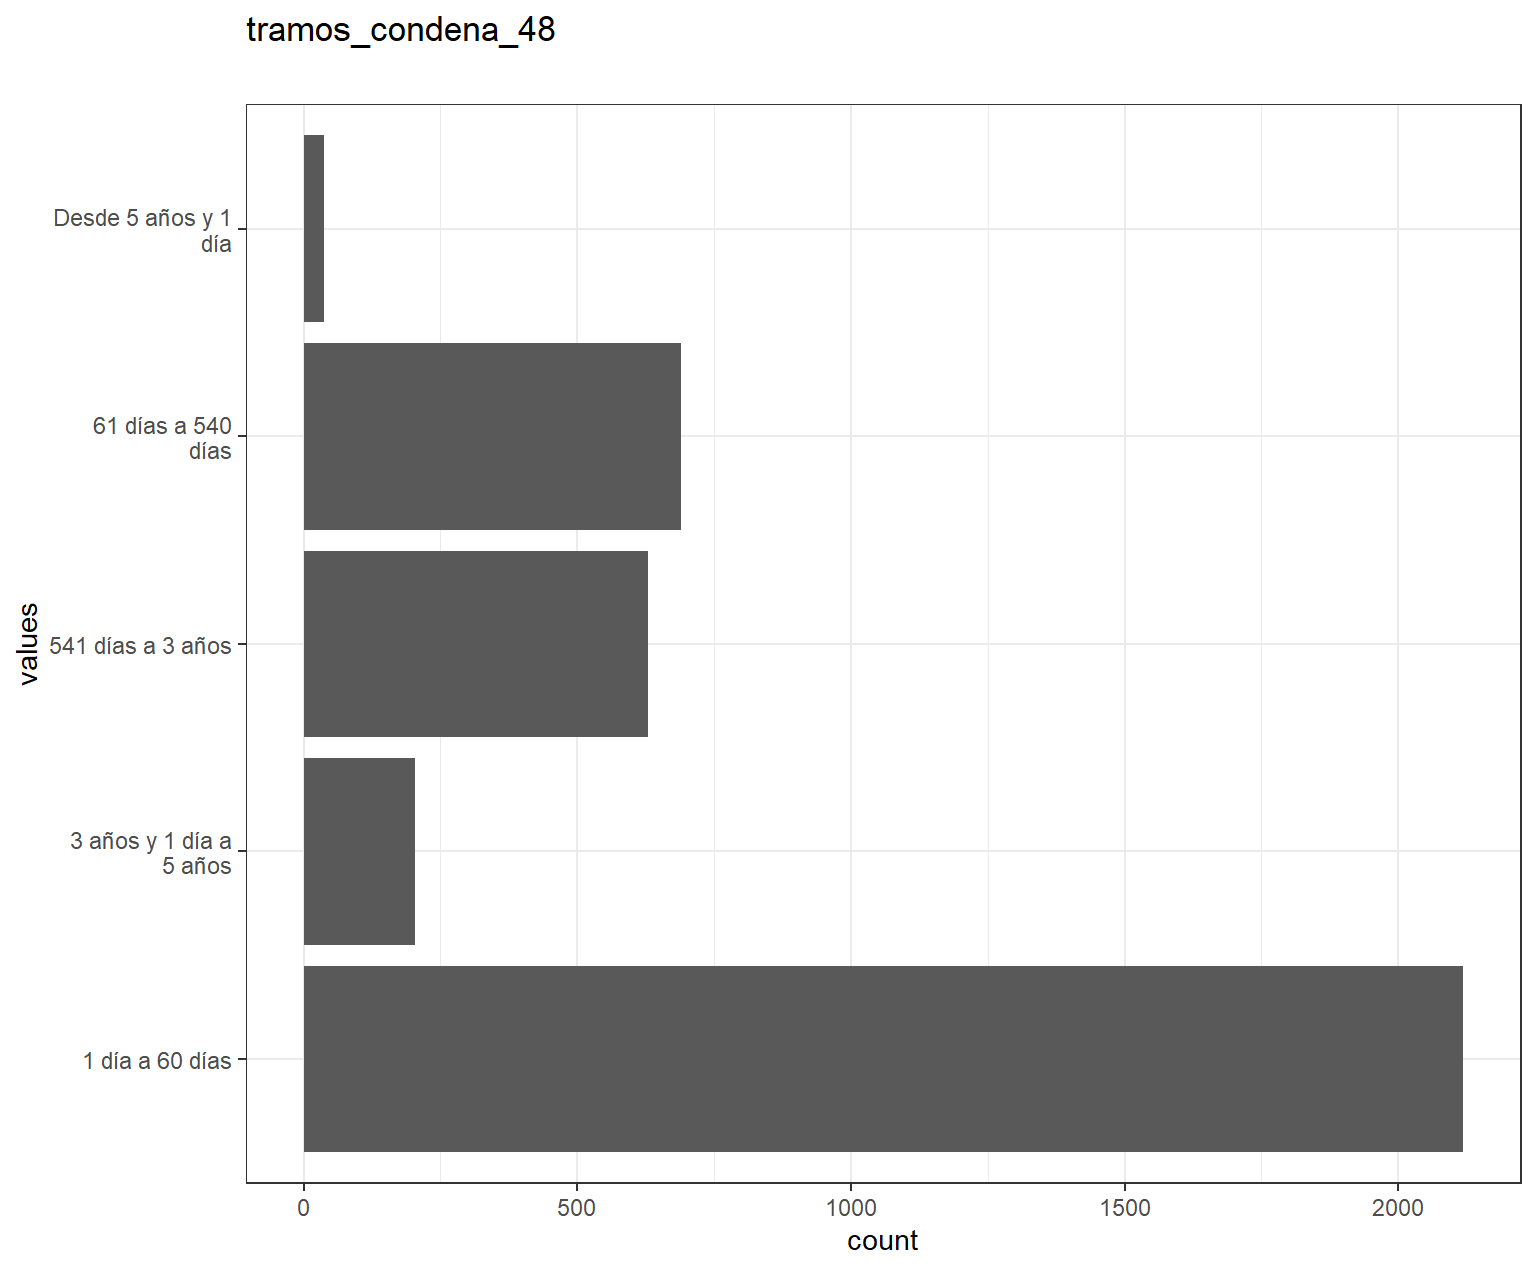 tramos_condena_48
Desde 5 años y 1
día
61 días a 540
días
541 días a 3 años
3 años y 1 día a
5 años
1 día a 60 días
values
0
500
1000
1500
2000
count